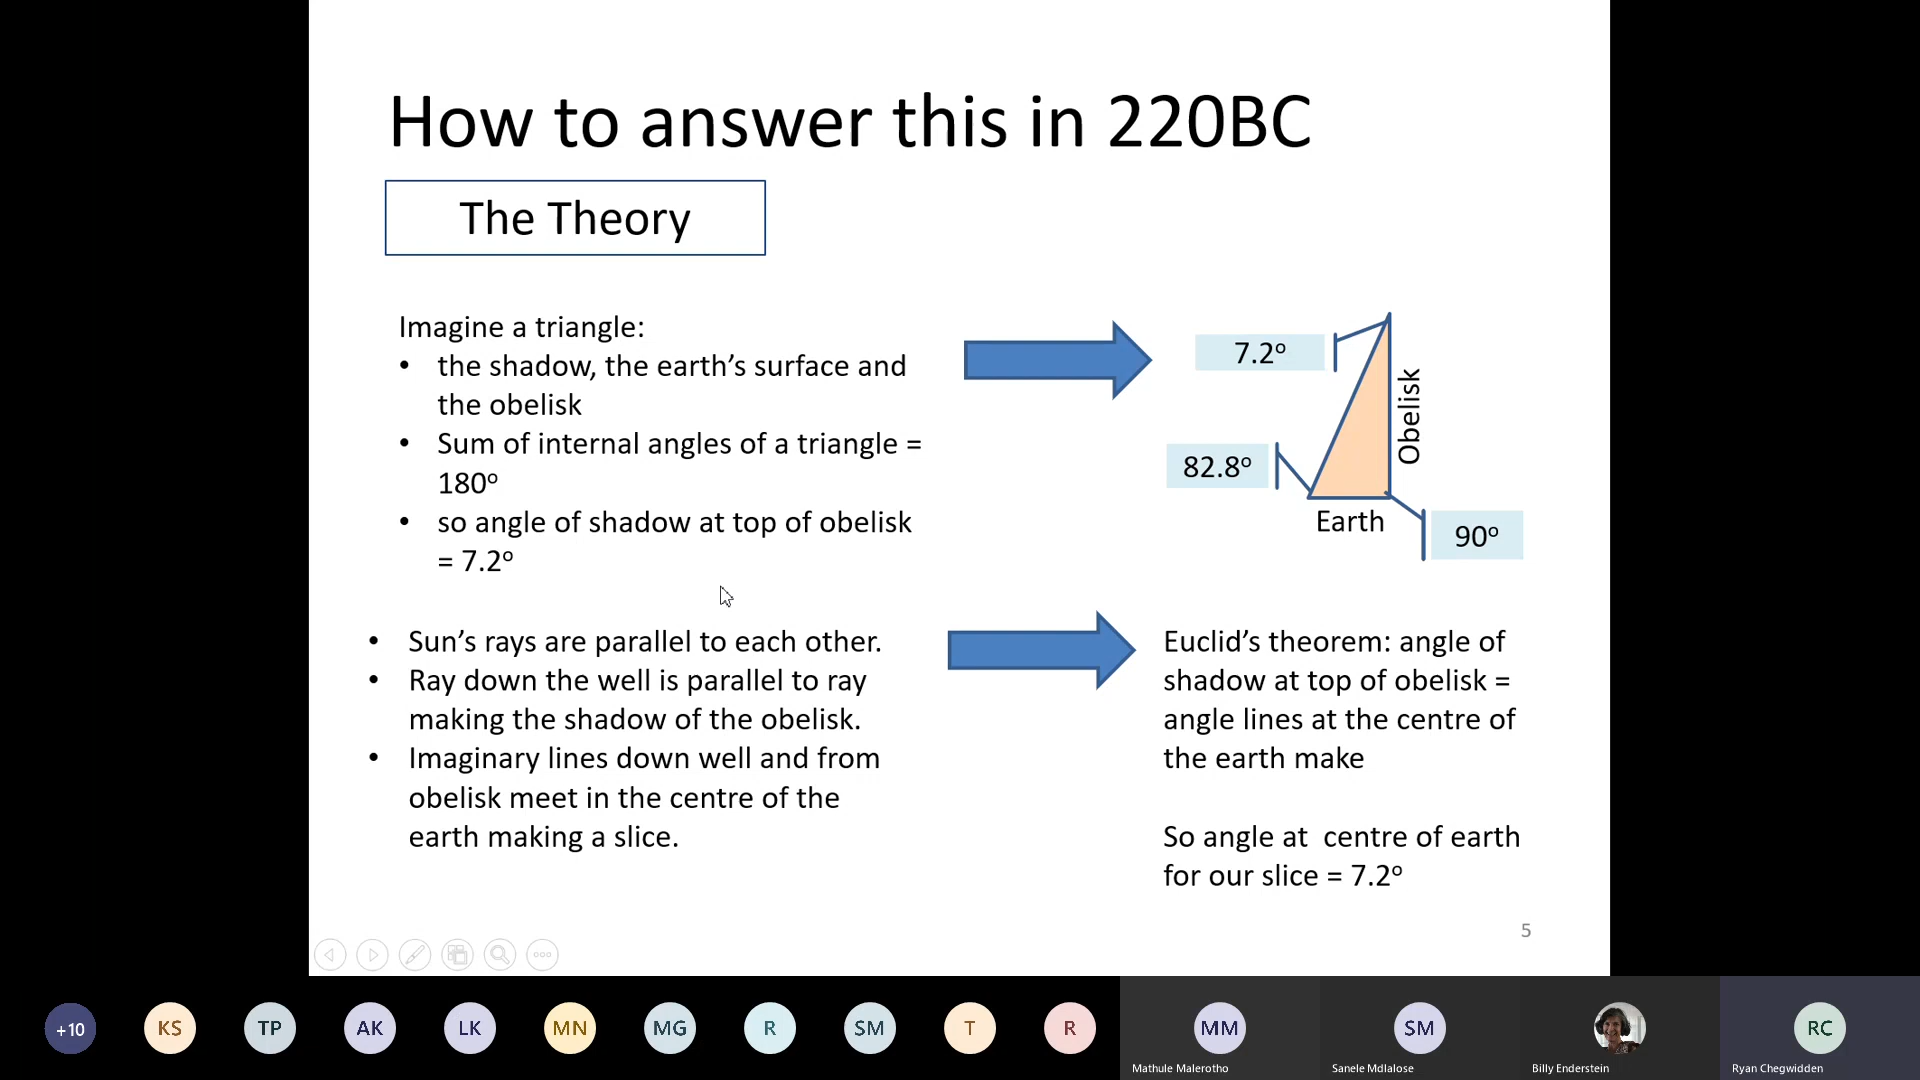 How to answer this in 220BC
The Theory
Imagine a triangle:
• the shadow, the earth’s surface and
the obelisk
• Sum of internal angles of a triangle =
180º
• so angle of shadow at top of obelisk
= 7.2º
7.2º
82.8º
Obelisk
Earth
90º
• Sun’s rays are parallel to each other.
• Ray down the well is parallel to ray
making the shadow of the obelisk.
• Imaginary lines down well and from
obelisk meet in the centre of the
earth making a slice.
Euclid’s theorem: angle of
shadow at top of obelisk =
angle lines at the centre of
the earth make
So angle at centre of earth
for our slice = 7.2º
5
+10
KS
TP
AK
LK
MN
MG
R
SM
T
R
MM
SM
RC
Mathule Malerotho
Sanele Mdlalose
Billy Enderstein
Ryan Chegwidden